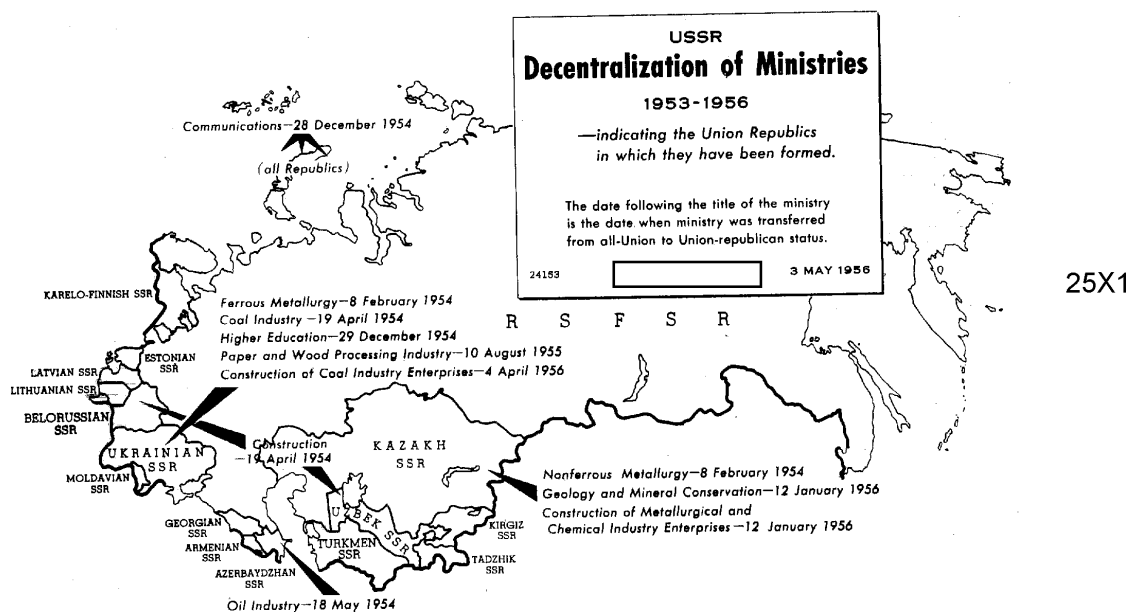 USSR
Decentralization of Ministries
1953-1956
—indicating the Union Republics
in which they have been formed.
The date following the title of the ministry
is the date when ministry was transferred
from all-Union to Union-republican status.
24153
3 MAY 1956
25X1
Communications—28 December 1954
(all Republics)
KARELO-FINNISH SSR
Ferrous Metallurgy—8 February 1954
Coal Industry—19 April 1954
Higher Education—29 December 1954
Paper and Wood Processing Industry—10 August 1955
Construction of Coal Industry Enterprises—4 April 1956
R S F S R
ESTONIAN
SSR
LATVIAN SSR
LITHUANIAN SSR
BELORUSSIAN
SSR
UKRAINIAN
SSR
MOLDAVIAN
SSR
Construction
—19 April 1954
KAZAKH
SSR
Nonferrous Metallurgy—8 February 1954
Geology and Mineral Conservation—12 January 1956
Construction of Metallurgical and
Chemical Industry Enterprises—12 January 1956
GEORGIAN
SSR
ARMENIAN
SSR
AZERBAYDZHAN
SSR
UZBEK SSR
TURKMEN
SSR
KIRGIZ
SSR
TADZHIK
SSR
Oil Industry—18 May 1954